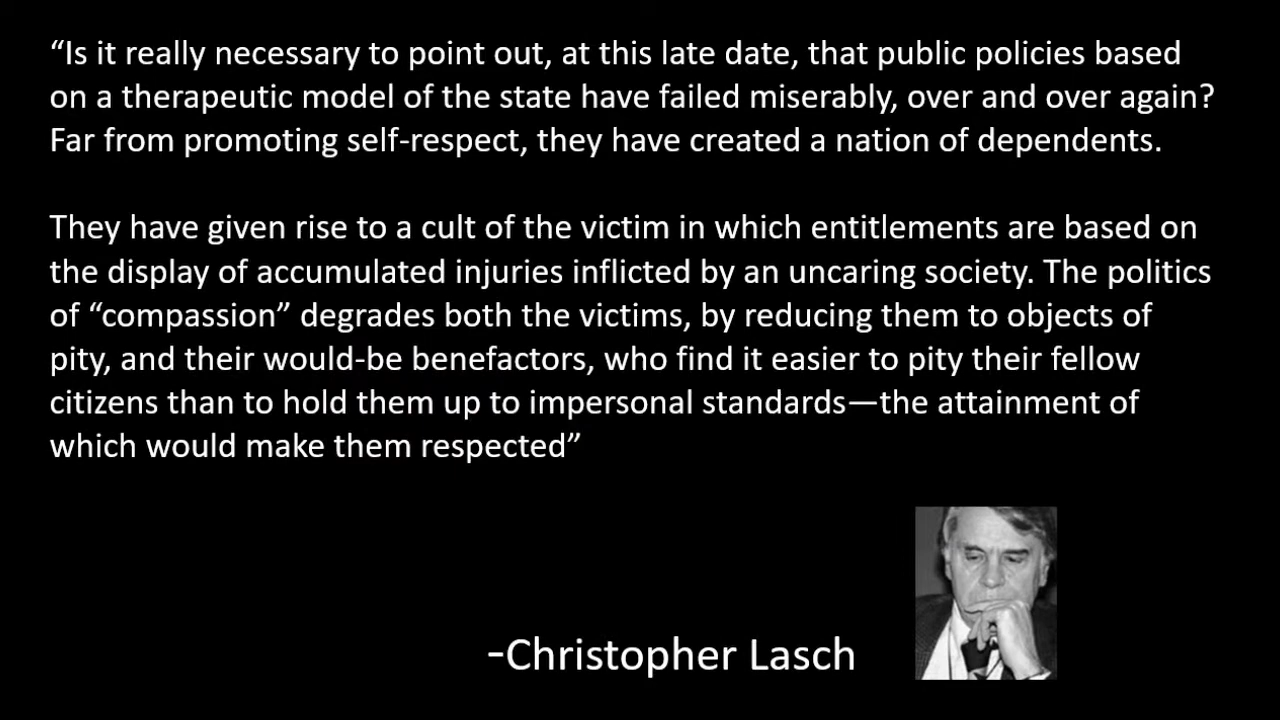 “Is it really necessary to point out, at this late date, that public policies based
on a therapeutic model of the state have failed miserably, over and over again?
Far from promoting self-respect, they have created a nation of dependents.
They have given rise to a cult of the victim in which entitlements are based on
the display of accumulated injuries inflicted by an uncaring society. The politics
of “compassion” degrades both the victims, by reducing them to objects of
pity, and their would-be benefactors, who find it easier to pity their fellow
citizens than to hold them up to impersonal standards—the attainment of
which would make them respected”
-Christopher Lasch